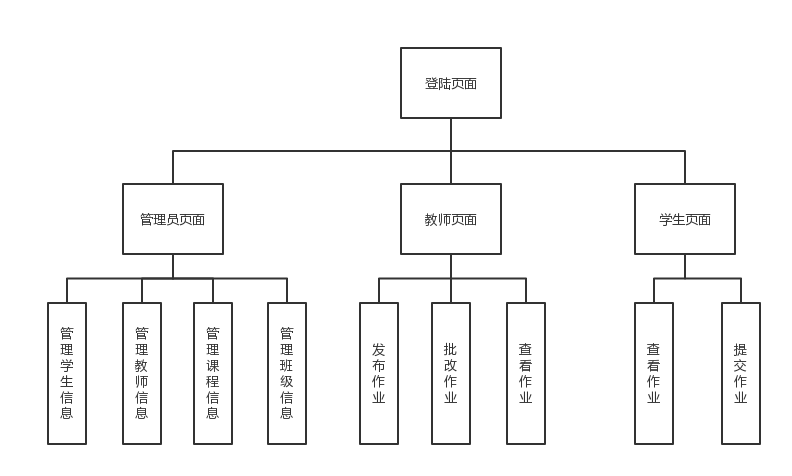 登陆页面
管理员页面
教师页面
学生页面
管理学生信息
管理教师信息
管理课程信息
管理班级信息
发布作业
批改作业
查看作业
查看作业
提交作业